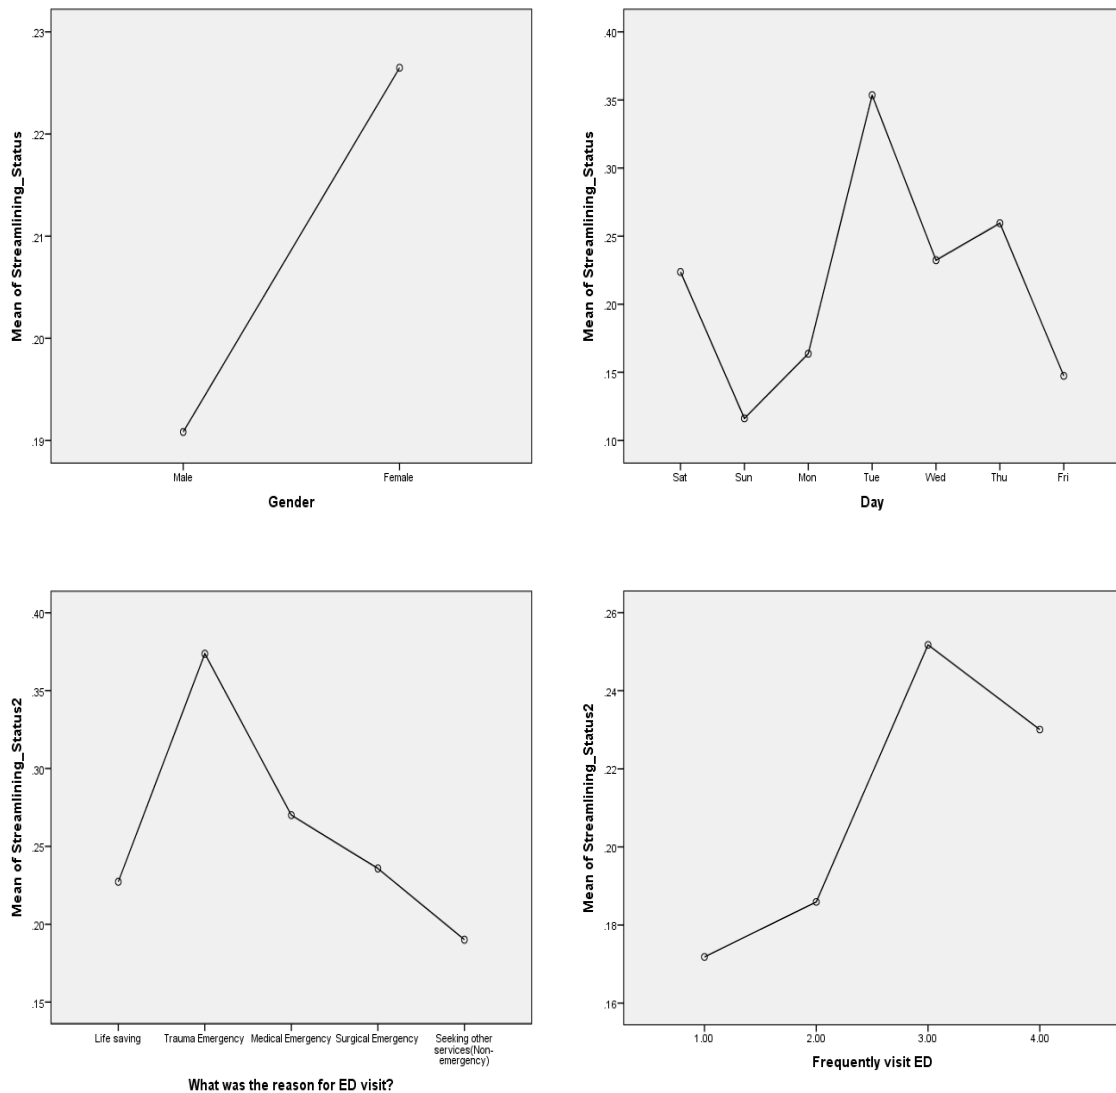 Mean of Streamlining_Status
.23
.22
.21
.20
.19
Male
Female
Gender
Mean of Streamlining_Status
.40
.35
.30
.25
.20
.15
.10
Sat
Sun
Mon
Tue
Wed
Thu
Fri
Day
Mean of Streamlining_Status2
.40
.35
.30
.25
.20
.15
Life saving
Trauma Emergency
Medical Emergency
Surgical Emergency
Seeking other
services(Non-
emergency)
What was the reason for ED visit?
Mean of Streamlining_Status2
.26
.24
.22
.20
.18
.16
1.00
2.00
3.00
4.00
Frequently visit ED